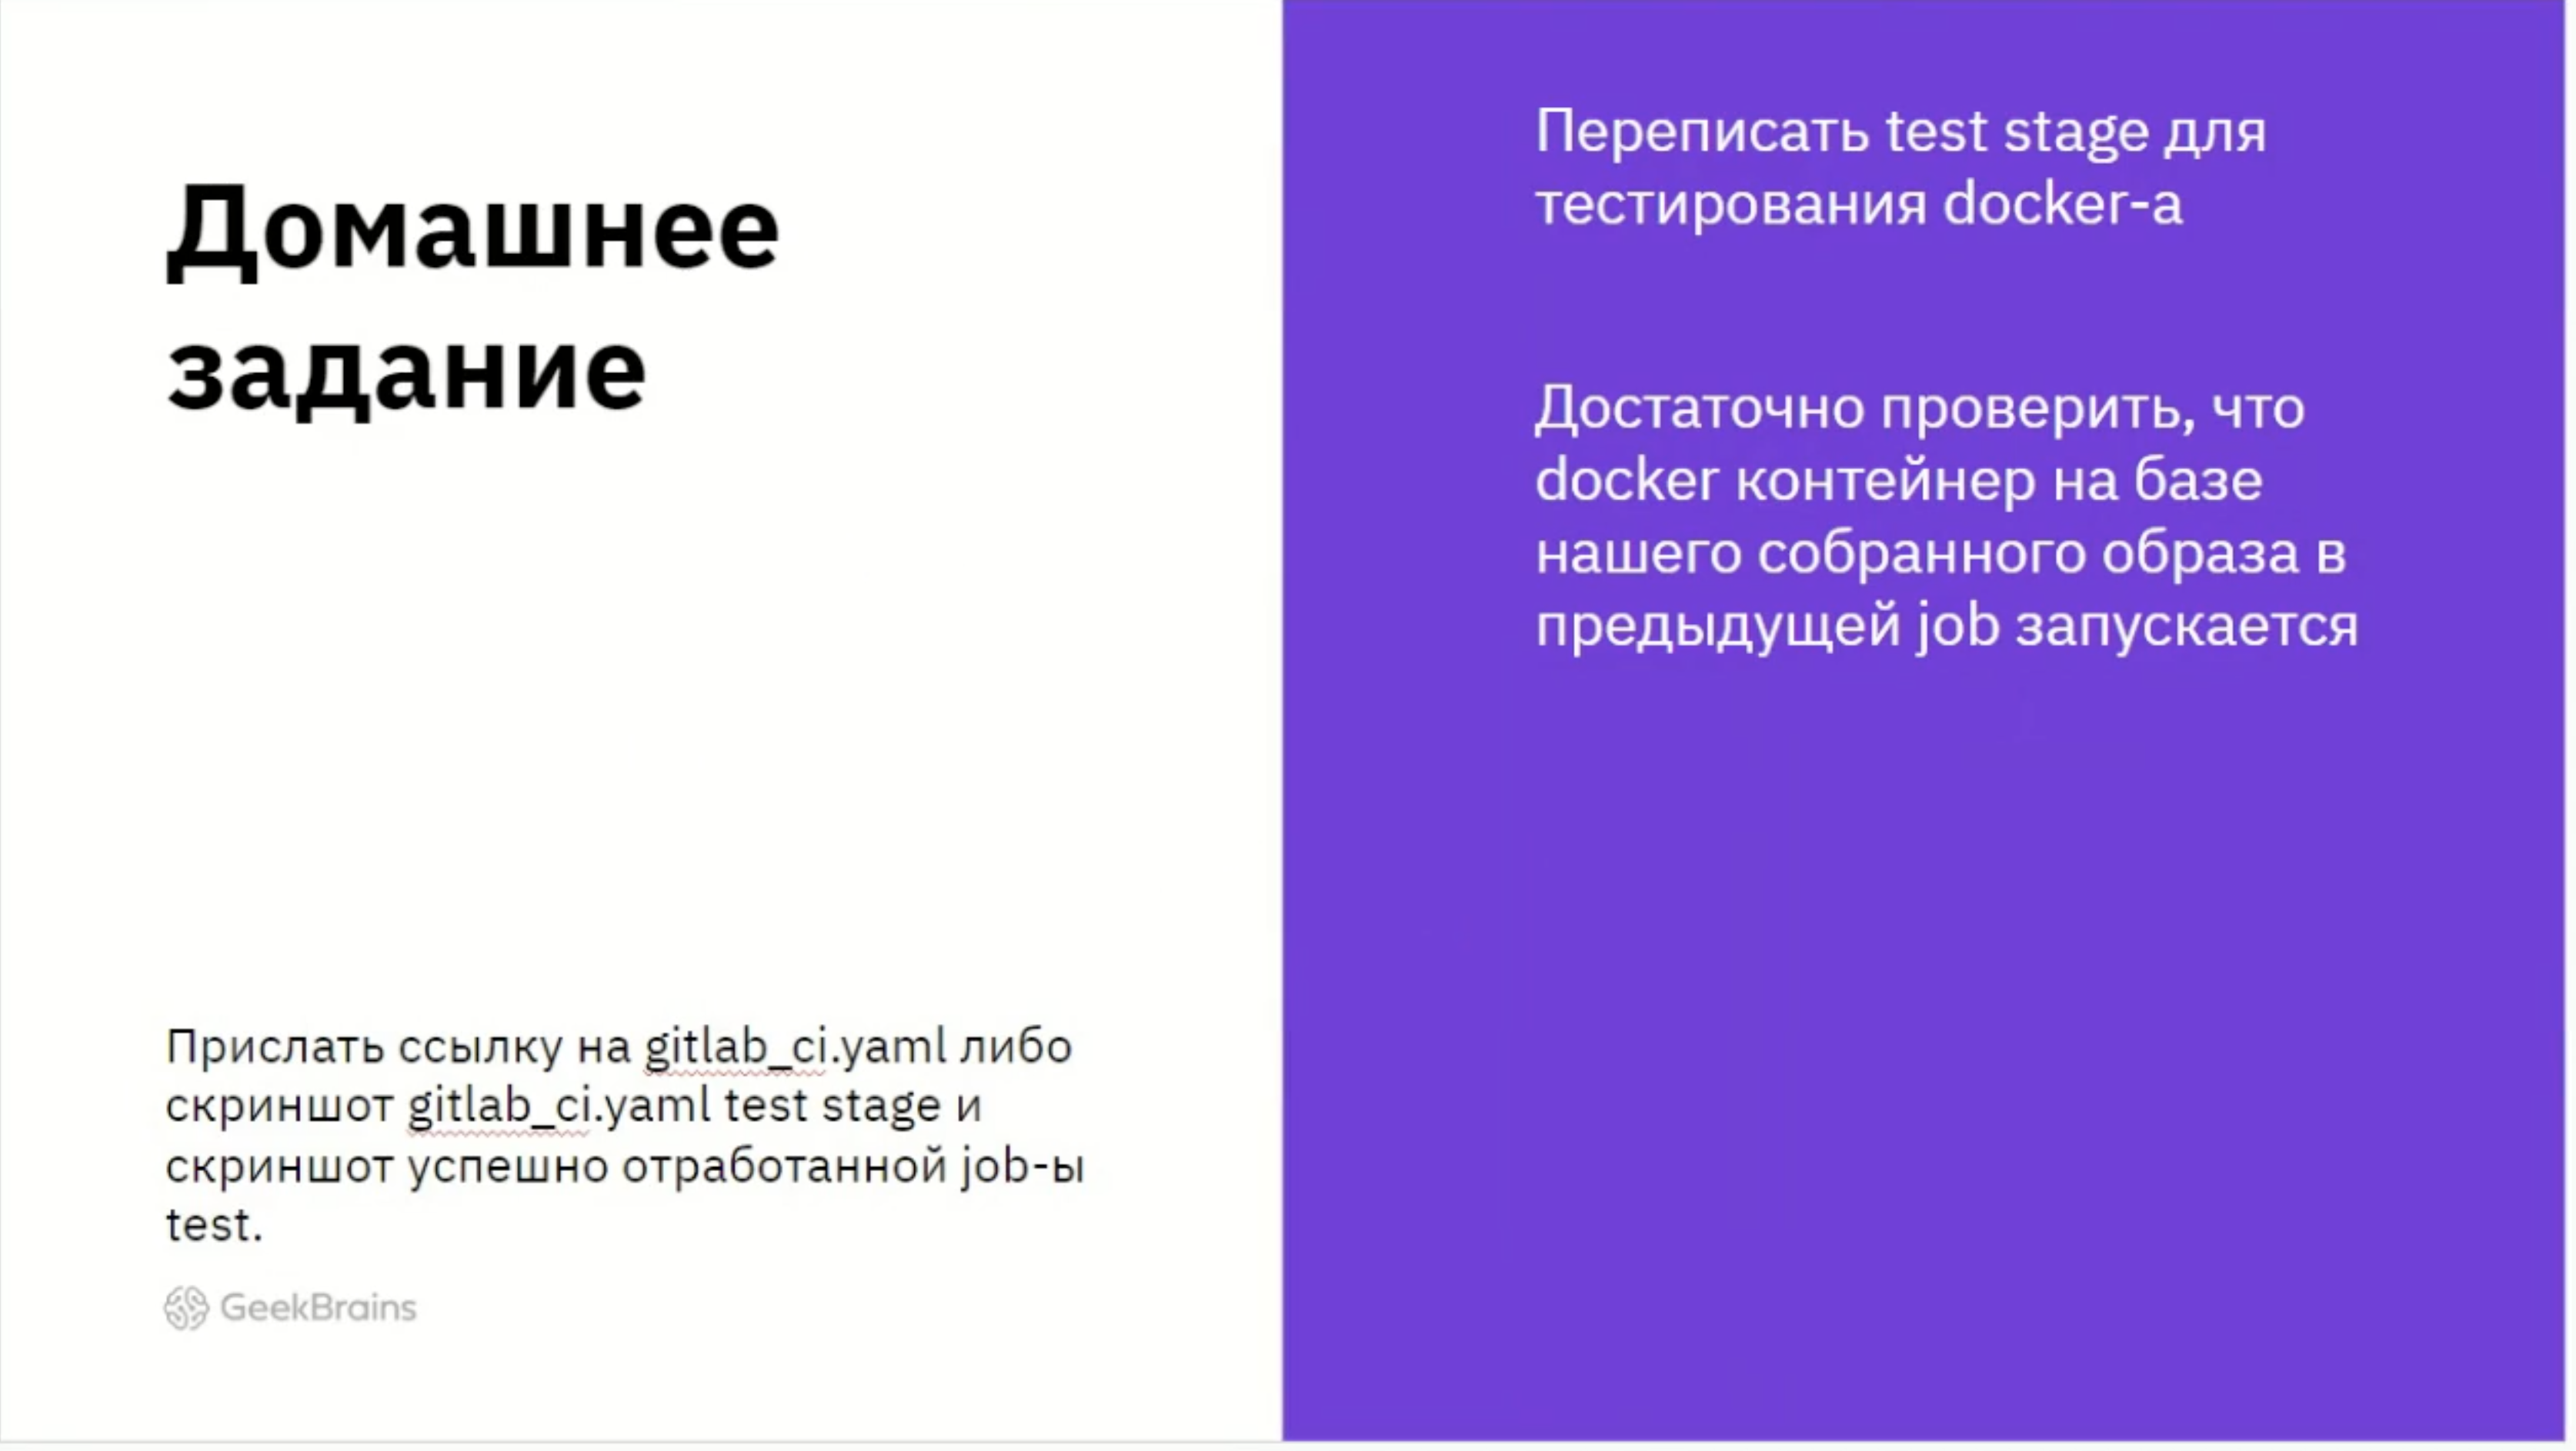 Домашнее
задание
Прислать ссылку на gitlab_ci.yaml либо
скриншот gitlab_ci.yaml test stage и
скриншот успешно отработанной job-ы
test.
GeekBrains
Переписать test stage для
тестирования docker-а
Достаточно проверить, что
docker контейнер на базе
нашего собранного образа в
предыдущей job запускается